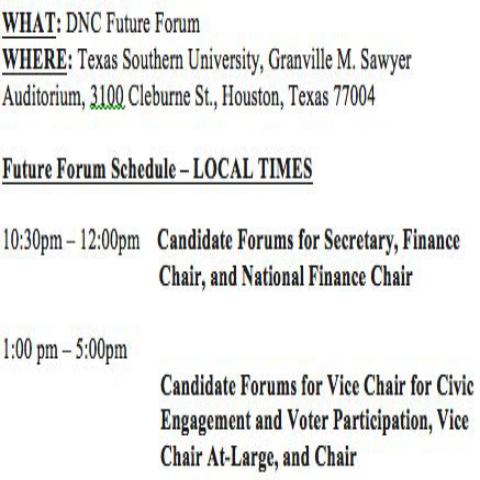 WHAT: DNC Future Forum
WHERE: Texas Southern University, Granville M. Sawyer
Auditorium, 3100 Cleburne St., Houston, Texas 77004
Future Forum Schedule – LOCAL TIMES
10:30pm – 12:00pm Candidate Forums for Secretary, Finance
Chair, and National Finance Chair
1:00 pm – 5:00pm
Candidate Forums for Vice Chair for Civic
Engagement and Voter Participation, Vice
Chair At-Large, and Chair